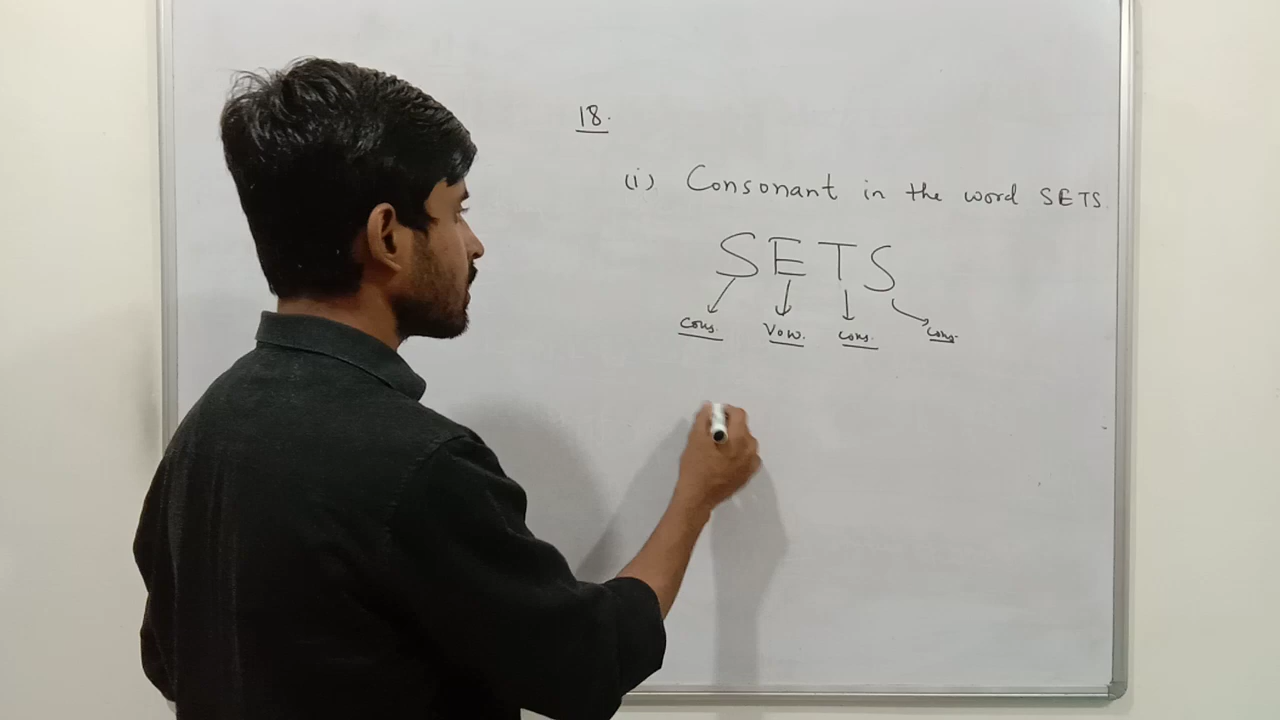 18.
(i) Consonant in the word SETS.
SETS
Cons. Vow. Cons. Cons.